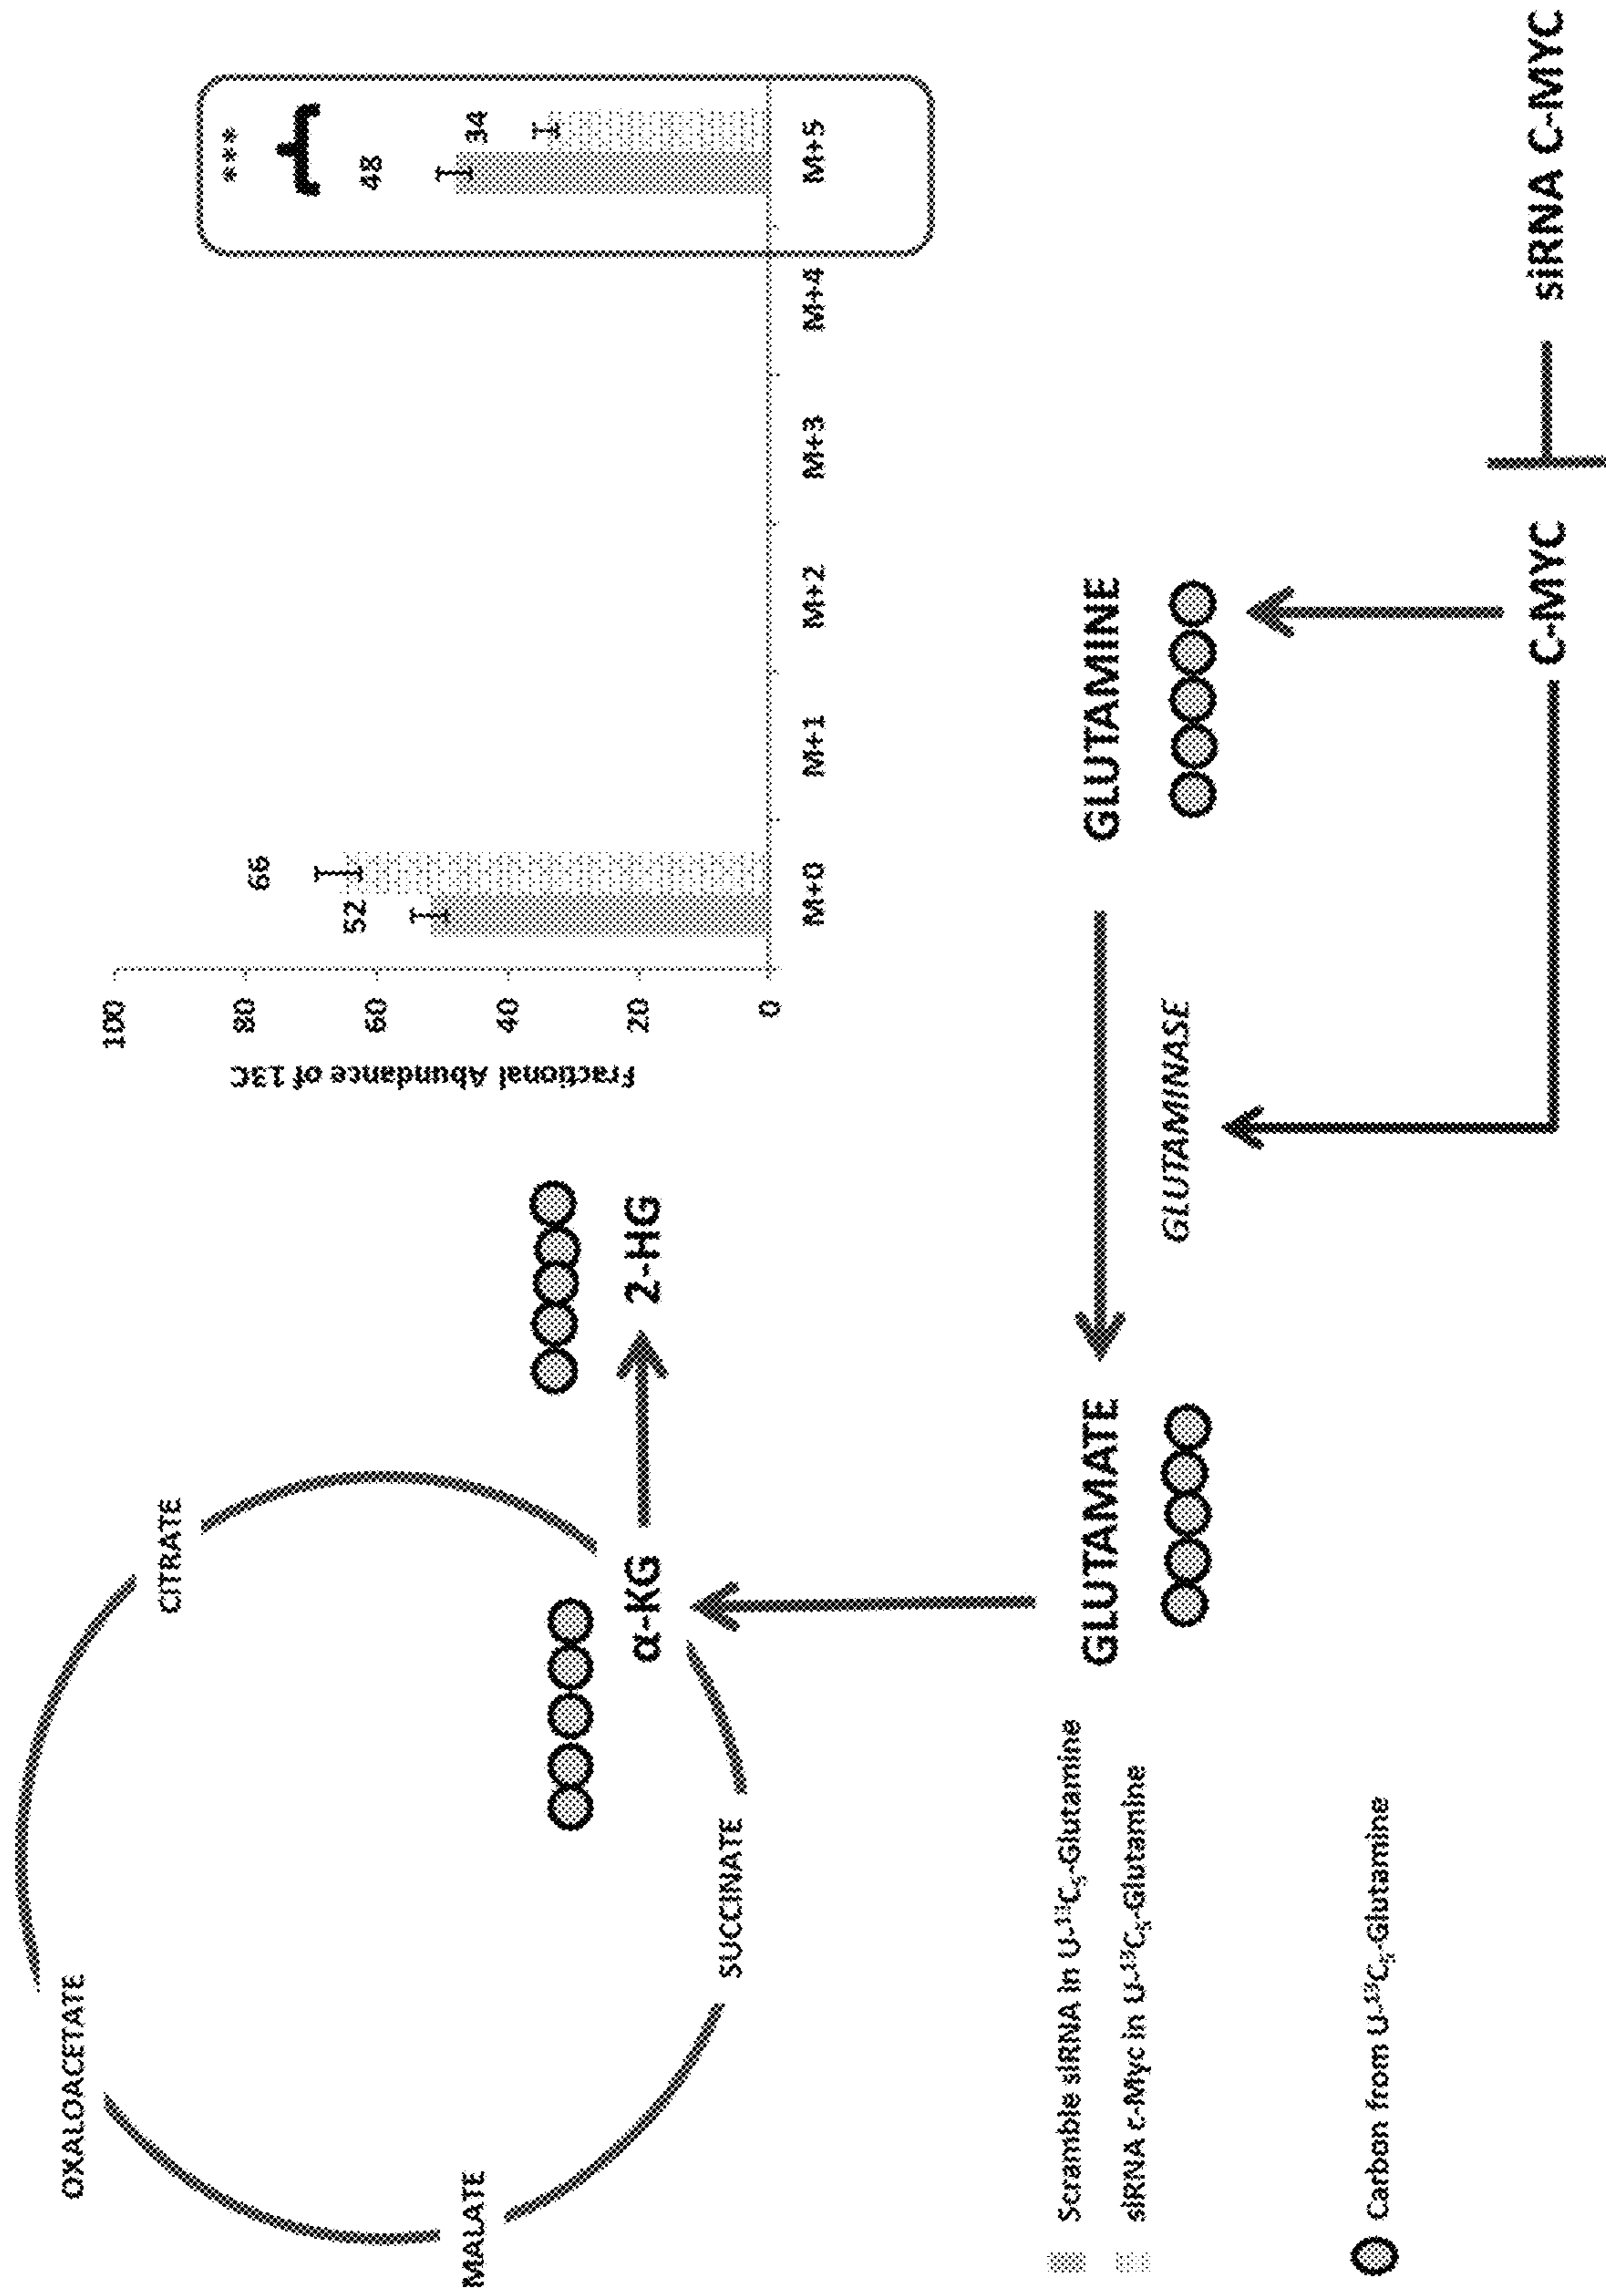 OXALOACETATE
CITRATE
MALATE
SUCCINATE
α-KG
2-HG
Fractional Abundance of 13C
100
80
60
40
20
0
52
66
48
34
***
M+0
M+1
M+2
M+3
M+4
M+5
Scramble siRNA in U-¹³C₅-Glutamine
siRNA c-Myc in U-¹³C₅-Glutamine
Carbon from U-¹³C₅-Glutamine
GLUTAMATE
GLUTAMINASE
GLUTAMINE
C-MYC
siRNA C-MYC